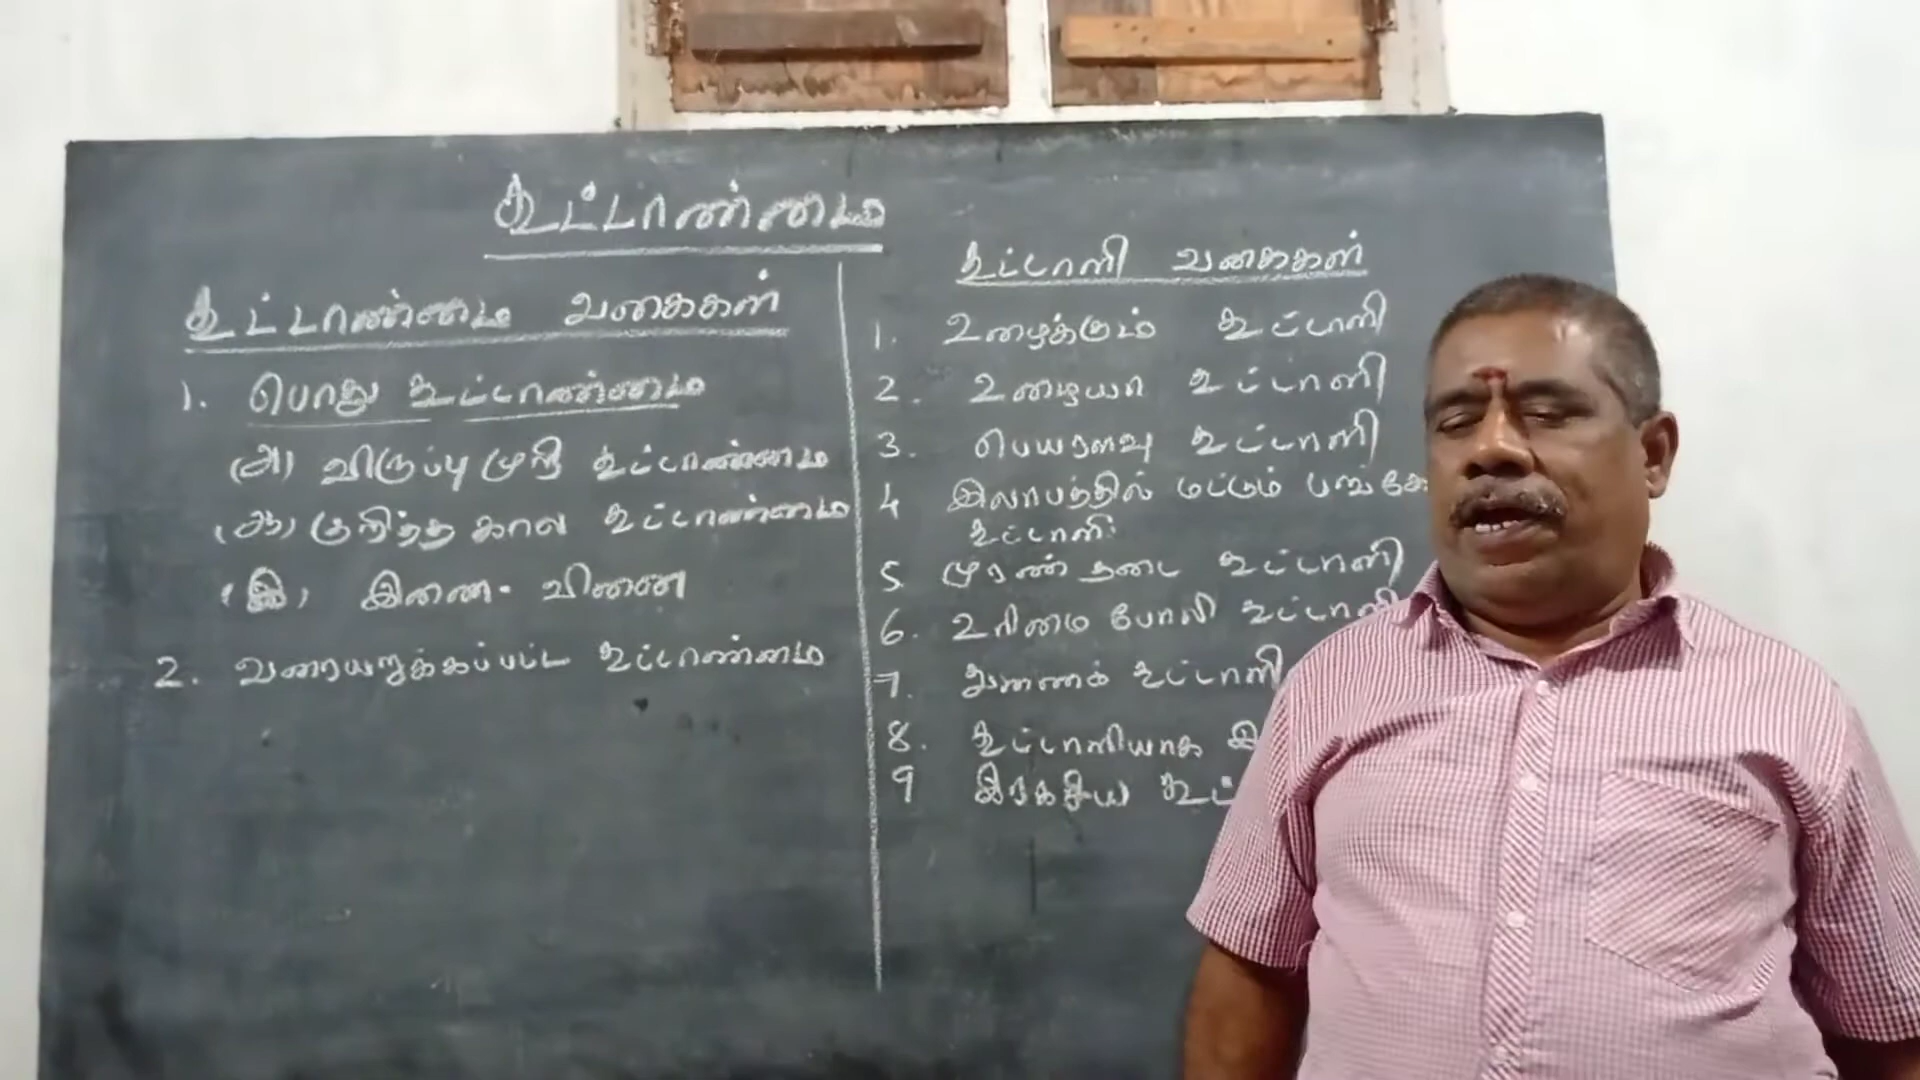 கூட்டாண்மை
கூட்டாண்மை வகைகள்
1. பொது கூட்டாண்மை
(அ) விருப்புமுறி கூட்டாண்மை
(ஆ) குறித்த கால கூட்டாண்மை
(இ) இணை - வினை
2. வரையறுக்கப்பட்ட கூட்டாண்மை
கூட்டாளி வகைகள்
1. உழைக்கும் கூட்டாளி
2. உழையா கூட்டாளி
3. பெயரளவு கூட்டாளி
4 இலாபத்தில் மட்டும்
கூட்டாளி
5 முரண் தடை கூட்டாளி
6. உரிமை போலி கூட்டாளி
7. கூட்டாளி
8. கூட்டாளியாக
9 இரகசிய